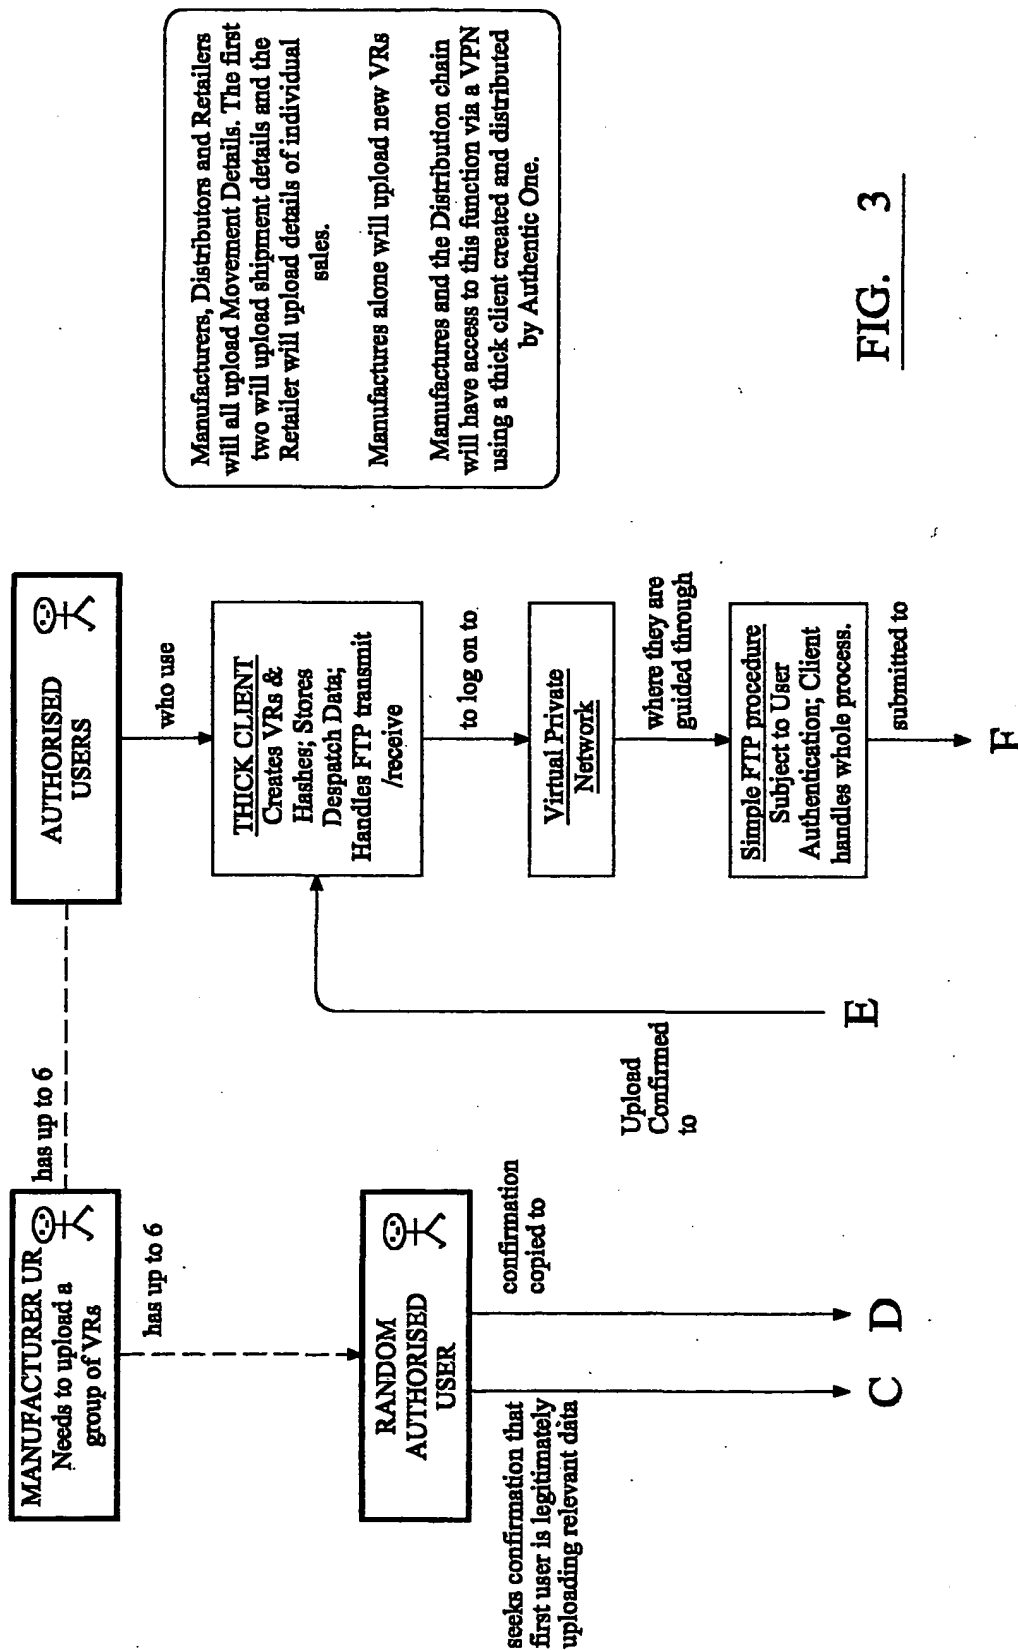 MANUFACTURER UR
Needs to upload a
group of VRs
has up to 6
AUTHORISED
USERS
has up to 6
who use
RANDOM
AUTHORISED
USER
THICK CLIENT
Creates VRs &
Hashes; Stores
Despatch Data;
Handles FTP transmit
/receive
seeks confirmation that
first user is legitimately
uploading relevant data
confirmation
copied to
to log on to
Virtual Private
Network
Upload
Confirmed
to
where they are
guided through
Simple FTP procedure
Subject to User
Authentication; Client
handles whole process.
submitted to
C
D
E
F
Manufacturers, Distributors and Retailers
will all upload Movement Details. The first
two will upload shipment details and the
Retailer will upload details of individual
sales.
Manufactures alone will upload new VRs
Manufactures and the Distribution chain
will have access to this function via a VPN
using a thick client created and distributed
by Authentic One.
FIG. 3